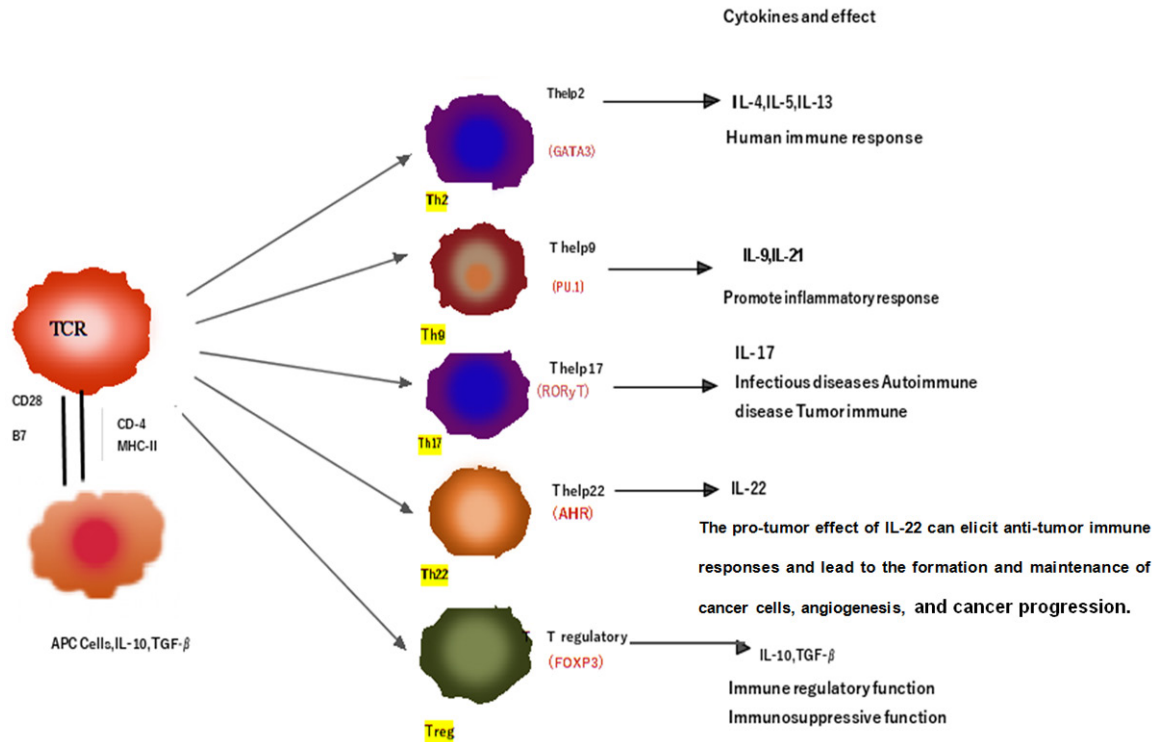 Cytokines and effect
Thelp2
IL-4,IL-5,IL-13
(GATA3)
Human immune response
Th2
T help9
IL-9,IL-21
(PU.1)
Promote inflammatory response
Th9
TCR
T help17
IL-17
(RORγT)
Infectious diseases Autoimmune
disease Tumor immune
Th17
CD28
B7
CD-4
MHC-II
T help22
IL-22
(AHR)
The pro-tumor effect of IL-22 can elicit anti-tumor immune
responses and lead to the formation and maintenance of
cancer cells, angiogenesis, and cancer progression.
Th22
APC Cells,IL-10,TGF-β
T T regulatory
IL-10,TGF-β
(FOXP3)
Immune regulatory function
Immunosuppressive function
Treg